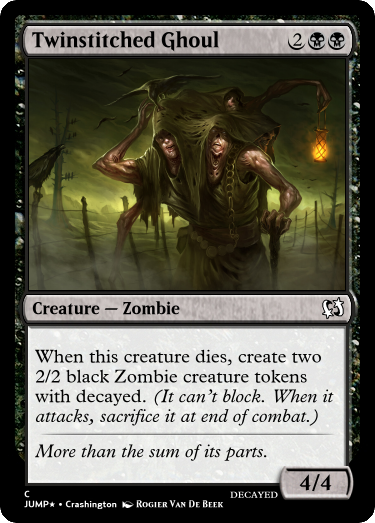 Twinstitched Ghoul 2
Creature — Zombie
When this creature dies, create two
2/2 black Zombie creature tokens
with decayed. (It can't block. When it
attacks, sacrifice it at end of combat.)
More than the sum of its parts.
4/4
C DECAYED
JUMP★ • Crashington Rogier Van De Beek